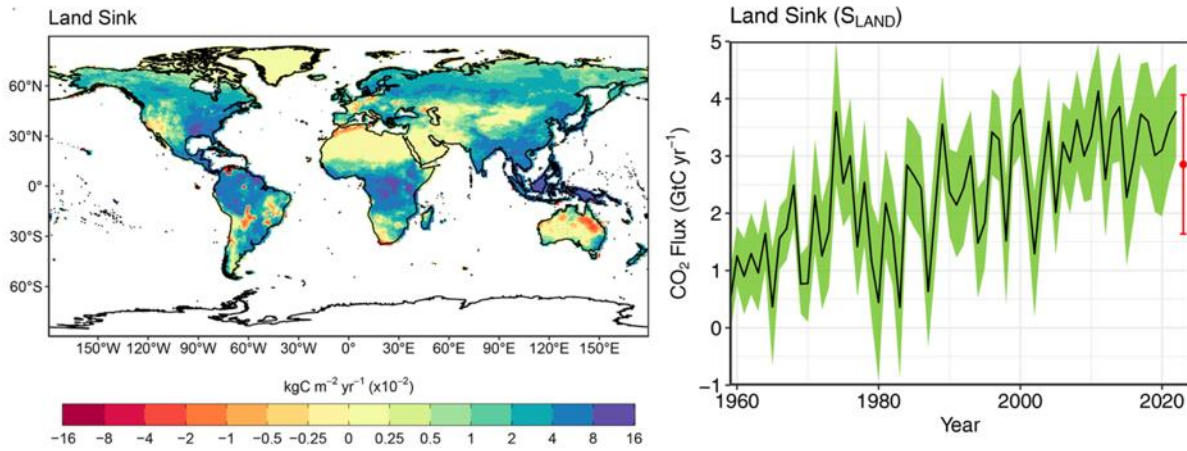 Land Sink
60°N
30°N
0°
30°S
60°S
150°W 120°W 90°W 60°W 30°W 0° 30°E 60°E 90°E 120°E 150°E
kgC m⁻² yr⁻¹ (x10⁻²)
−16 −8 −4 −2 −1 −0.5 −0.25 0 0.25 0.5 1 2 4 8 16
Land Sink (S_LAND)
CO₂ Flux (GtC yr⁻¹)
5
4
3
2
1
0
−1
1960 1980 2000 2020
Year